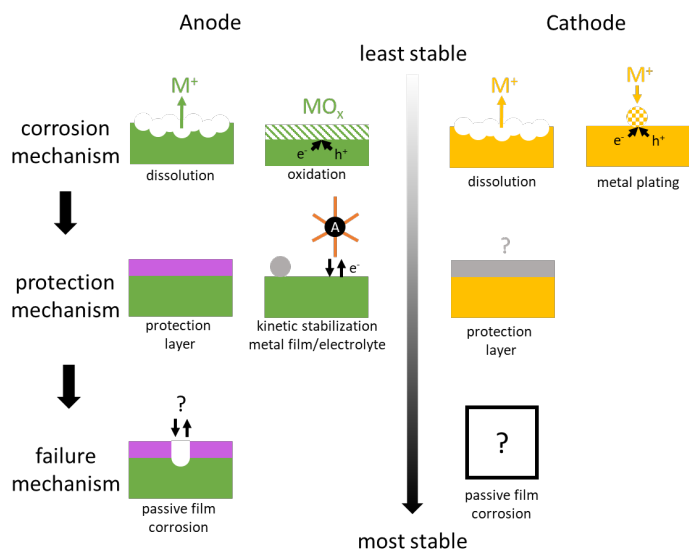 Anode
Cathode
least stable
M⁺
MOₓ
M⁺
M⁺
corrosion
mechanism
e⁻
h⁺
e⁻
h⁺
dissolution
oxidation
dissolution
metal plating
A
e⁻
?
protection
mechanism
protection
layer
kinetic stabilization
metal film/electrolyte
protection
layer
?
?
failure
mechanism
passive film
corrosion
passive film
corrosion
most stable